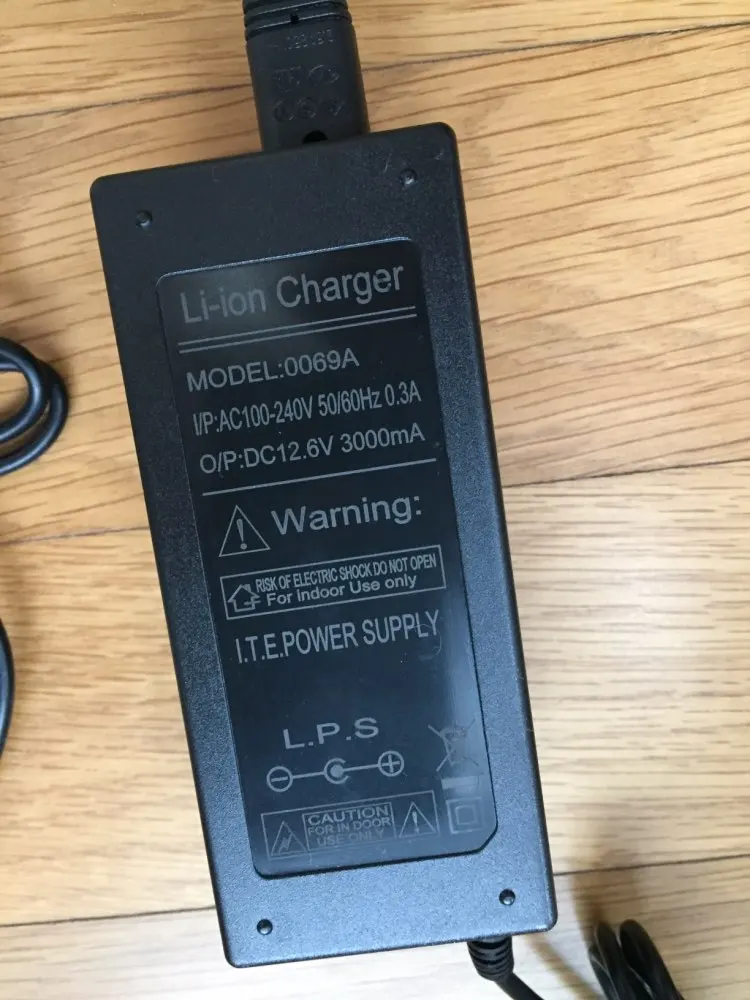 Li-ion Charger
MODEL:0069A
I/P:AC100-240V 50/60Hz 0.3A
O/P:DC12.6V 3000mA
Warning:
RISK OF ELECTRIC SHOCK DO NOT OPEN
For Indoor Use only
I.T.E.POWER SUPPLY
L.P.S
CAUTION
FOR IN DOOR
USE ONLY